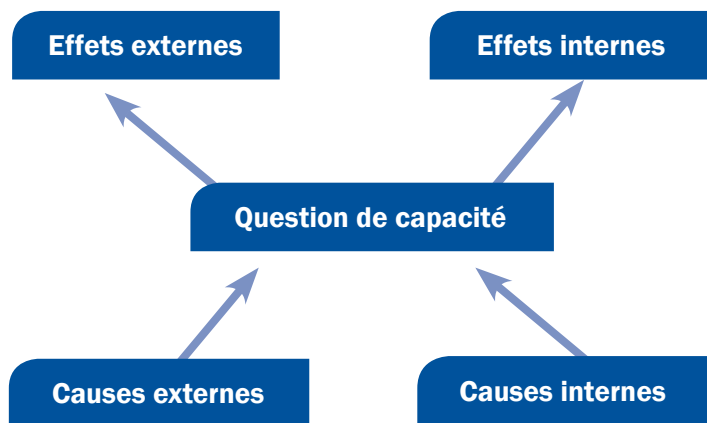 Effets externes
Effets internes
Question de capacité
Causes externes
Causes internes